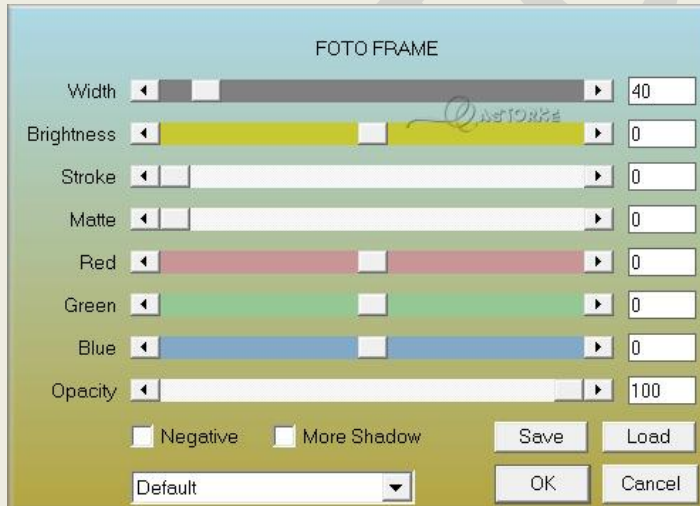 FOTO FRAME
Width 40
ASTORKE
Brightness 0
Stroke 0
Matte 0
Red 0
Green 0
Blue 0
Opacity 100
Negative More Shadow Save Load
Default OK Cancel